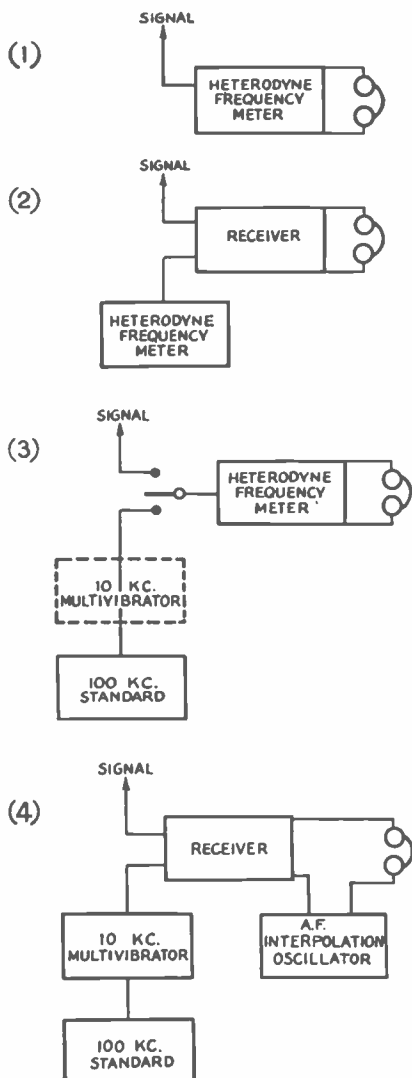 (1)
SIGNAL
HETERODYNE
FREQUENCY
METER
(2)
SIGNAL
RECEIVER
HETERODYNE
FREQUENCY
METER
(3)
SIGNAL
HETERODYNE
FREQUENCY
METER
10 KC.
MULTIVIBRATOR
100 KC.
STANDARD
(4)
SIGNAL
RECEIVER
10 KC.
MULTIVIBRATOR
A.F.
INTERPOLATION
OSCILLATOR
100 KC.
STANDARD